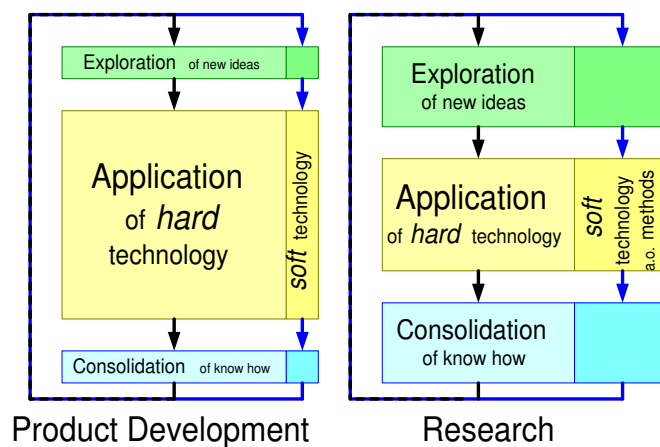 Exploration of new ideas
Application
of hard
technology
soft technology
Consolidation of know how
Product Development
Exploration
of new ideas
Application
of hard technology
soft
technology
a.o. methods
Consolidation
of know how
Research